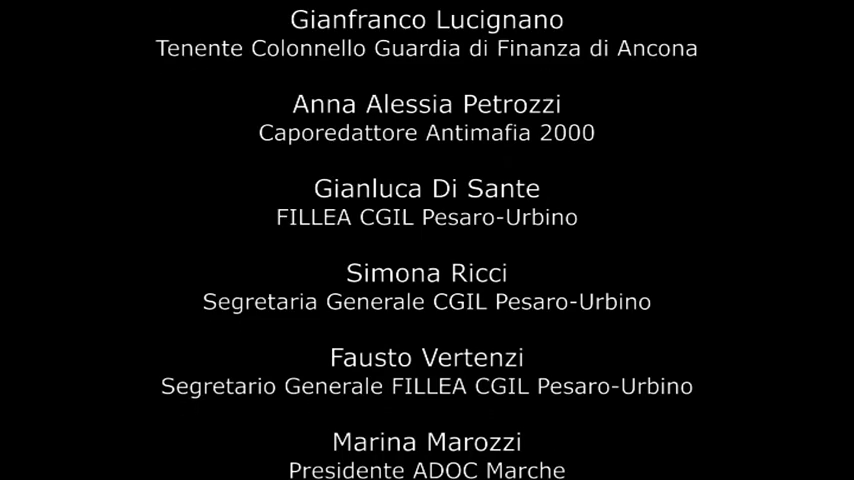 Gianfranco Lucignano
Tenente Colonnello Guardia di Finanza di Ancona
Anna Alessia Petrozzi
Caporedattore Antimafia 2000
Gianluca Di Sante
FILLEA CGIL Pesaro-Urbino
Simona Ricci
Segretaria Generale CGIL Pesaro-Urbino
Fausto Vertenzi
Segretario Generale FILLEA CGIL Pesaro-Urbino
Marina Marozzi
Presidente ADOC Marche